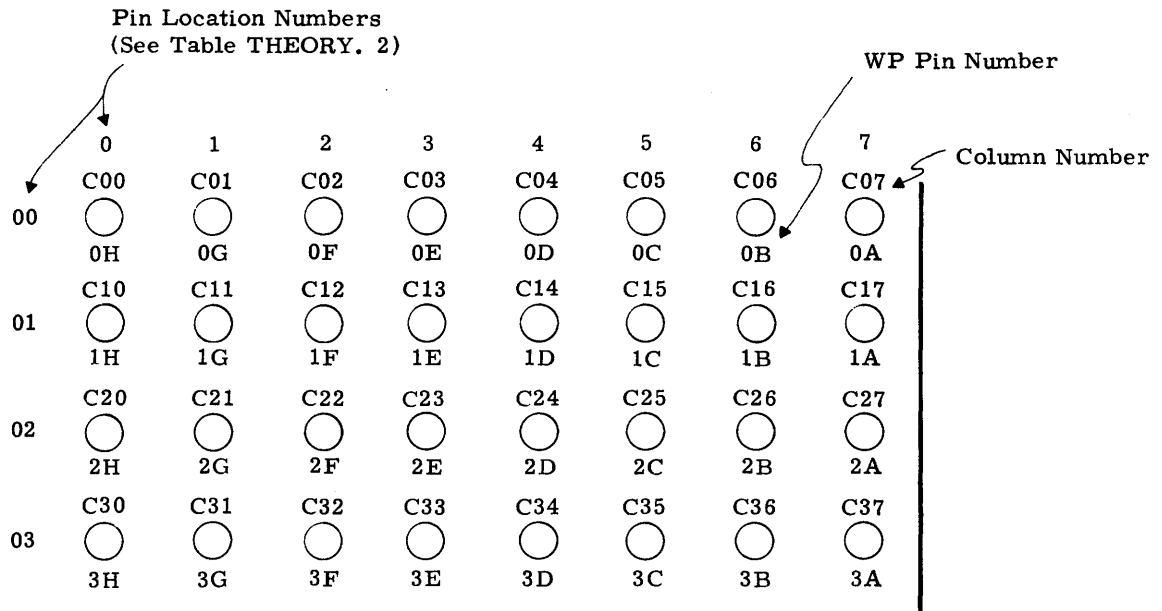 Pin Location Numbers
(See Table THEORY. 2)
WP Pin Number
Column Number
0 1 2 3 4 5 6 7
C00 C01 C02 C03 C04 C05 C06 C07
00
0H 0G 0F 0E 0D 0C 0B 0A
C10 C11 C12 C13 C14 C15 C16 C17
01
1H 1G 1F 1E 1D 1C 1B 1A
C20 C21 C22 C23 C24 C25 C26 C27
02
2H 2G 2F 2E 2D 2C 2B 2A
C30 C31 C32 C33 C34 C35 C36 C37
03
3H 3G 3F 3E 3D 3C 3B 3A